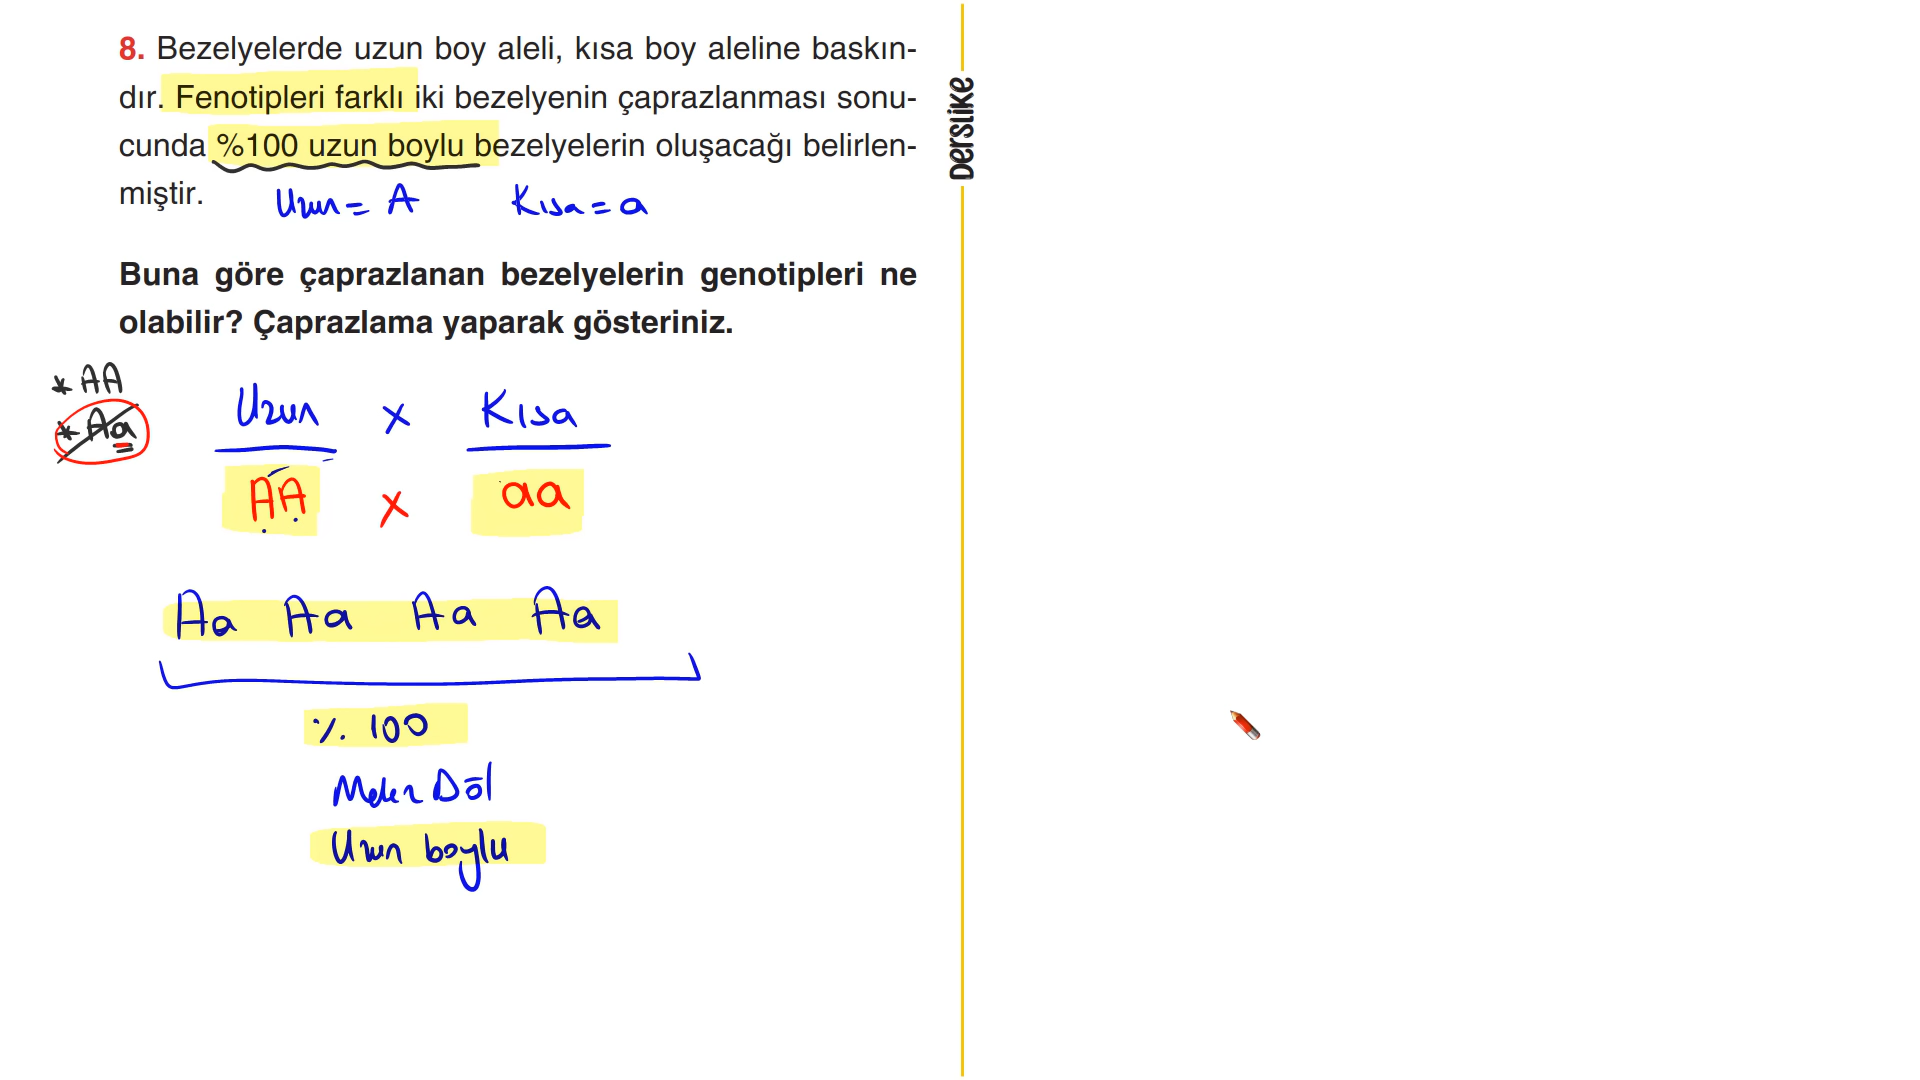 8. Bezelyelerde uzun boy aleli, kısa boy aleline baskın-
dır. Fenotipleri farklı iki bezelyenin çaprazlanması sonu-
cunda %100 uzun boylu bezelyelerin oluşacağı belirlen-
miştir.
Uzun = A Kısa = a
Buna göre çaprazlanan bezelyelerin genotipleri ne
olabilir? Çaprazlama yaparak gösteriniz.
* AA
* Aa
Uzun x Kısa
AA x aa
Aa Aa Aa Aa
% 100
Melez Döl
Uzun boylu
Derslike